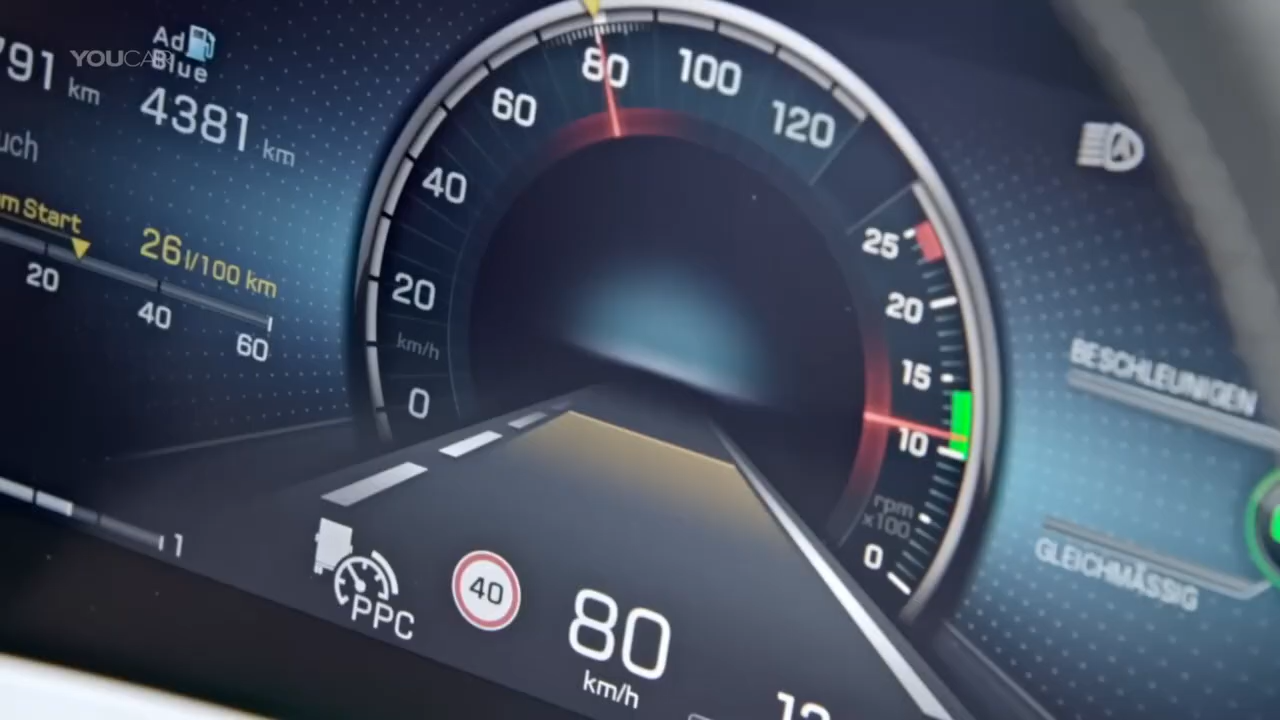 YOUCAR
791 km
Ad
Blue
4381 km
uch
m Start
26 l/100 km
20
40
60
1
0
20
40
60
80
100
120
km/h
25
20
15
10
0
rpm
x100
BESCHLEUNIGEN
GLEICHMÄSSIG
PPC
40
80
km/h